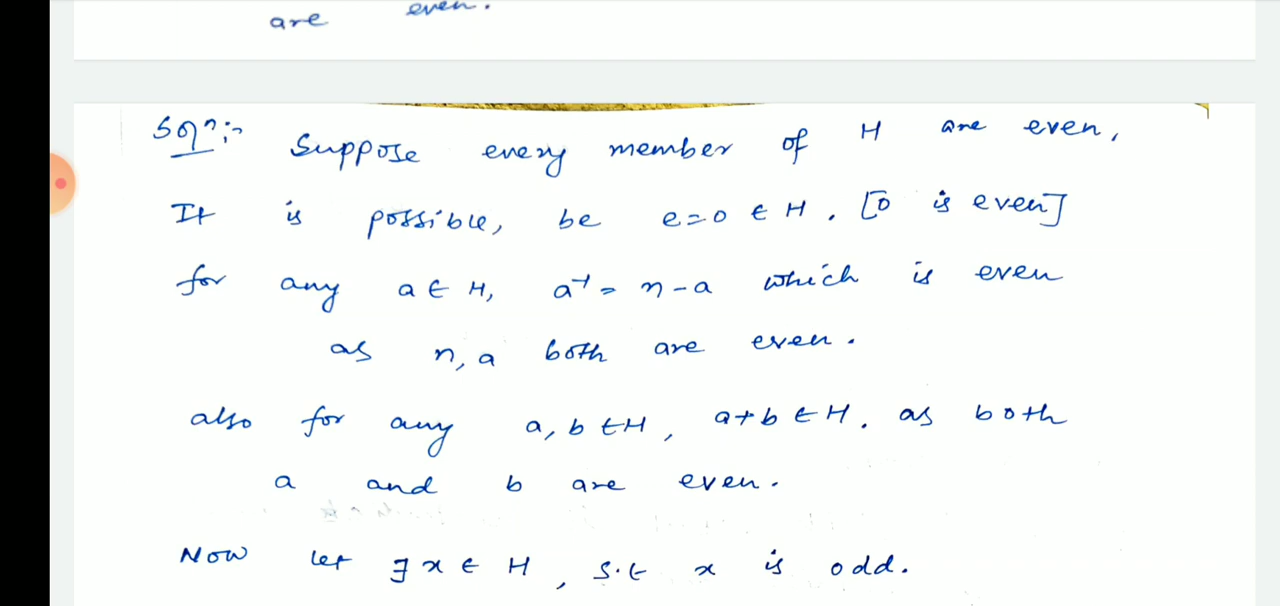 are even.
Soln:-
Suppose every member of H are even,
It is possible, be e=0 ∈ H. [0 is even]
for any a ∈ H, a⁻¹ = n-a which is even
as n, a both are even.
also for any a, b ∈ H, a+b ∈ H. as both
a and b are even.
Now let ∃ x ∈ H, s.t x is odd.